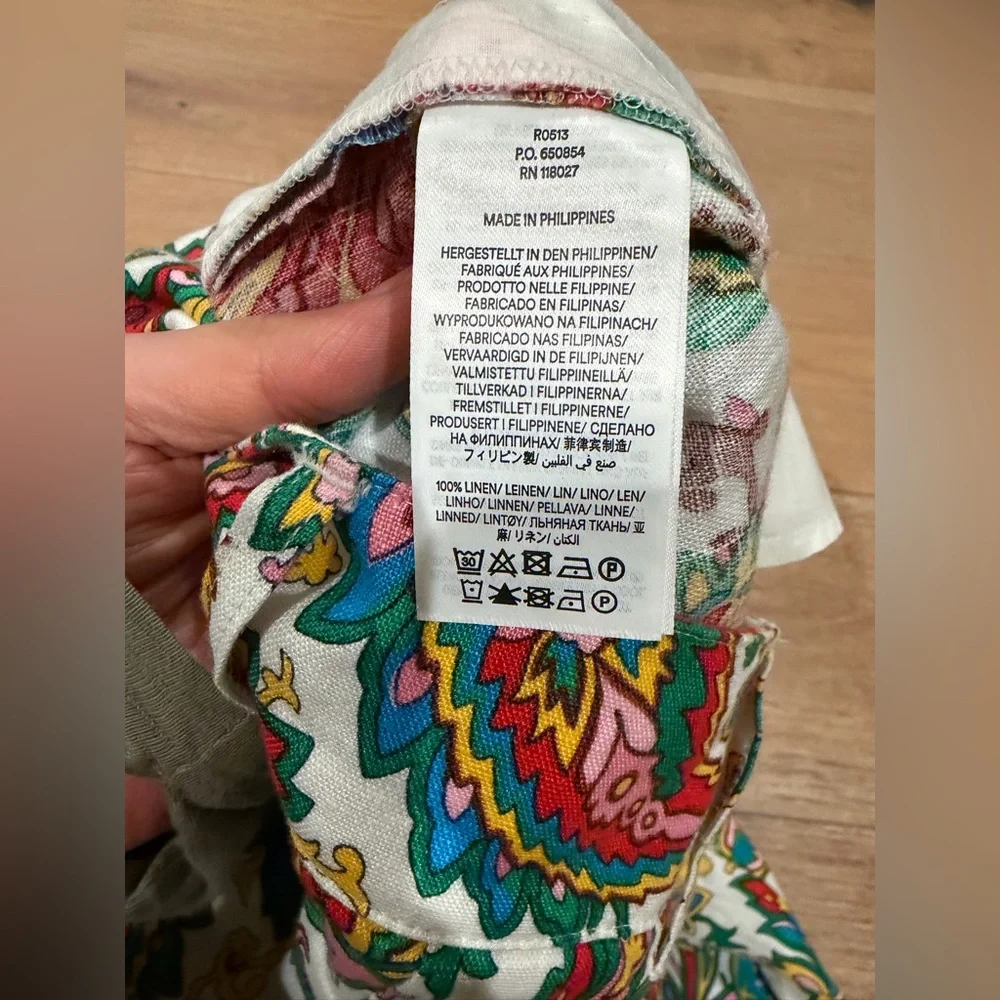 R0513
P.O. 650854
RN 118027
MADE IN PHILIPPINES
HERGESTELLT IN DEN PHILIPPINEN/
FABRIQUÉ AUX PHILIPPINES/
PRODOTTO NELLE FILIPPINE/
FABRICADO EN FILIPINAS/
WYPRODUKOWANO NA FILIPINACH/
FABRICADO NAS FILIPINAS/
VERVAARDIGD IN DE FILIPIJNEN/
VALMISTETTU FILIPPIINEILLÄ/
TILLVERKAD I FILIPPINERNA/
FREMSTILLET I FILIPPINERNE/
PRODUSERT I FILIPPINENE/ СДЕЛАНО
НА ФИЛИППИНАХ/ 菲律宾制造/
フィリピン製/ صنع في الفلبين
100% LINEN/ LEINEN/ LIN/ LINO/ LEN/
LINHO/ LINNEN/ PELLAVA/ LINNE/
LINNED/ LINTØY/ ЛЬНЯНАЯ ТКАНЬ/ 亚
麻/ リネン/ الكتان
30 P
P